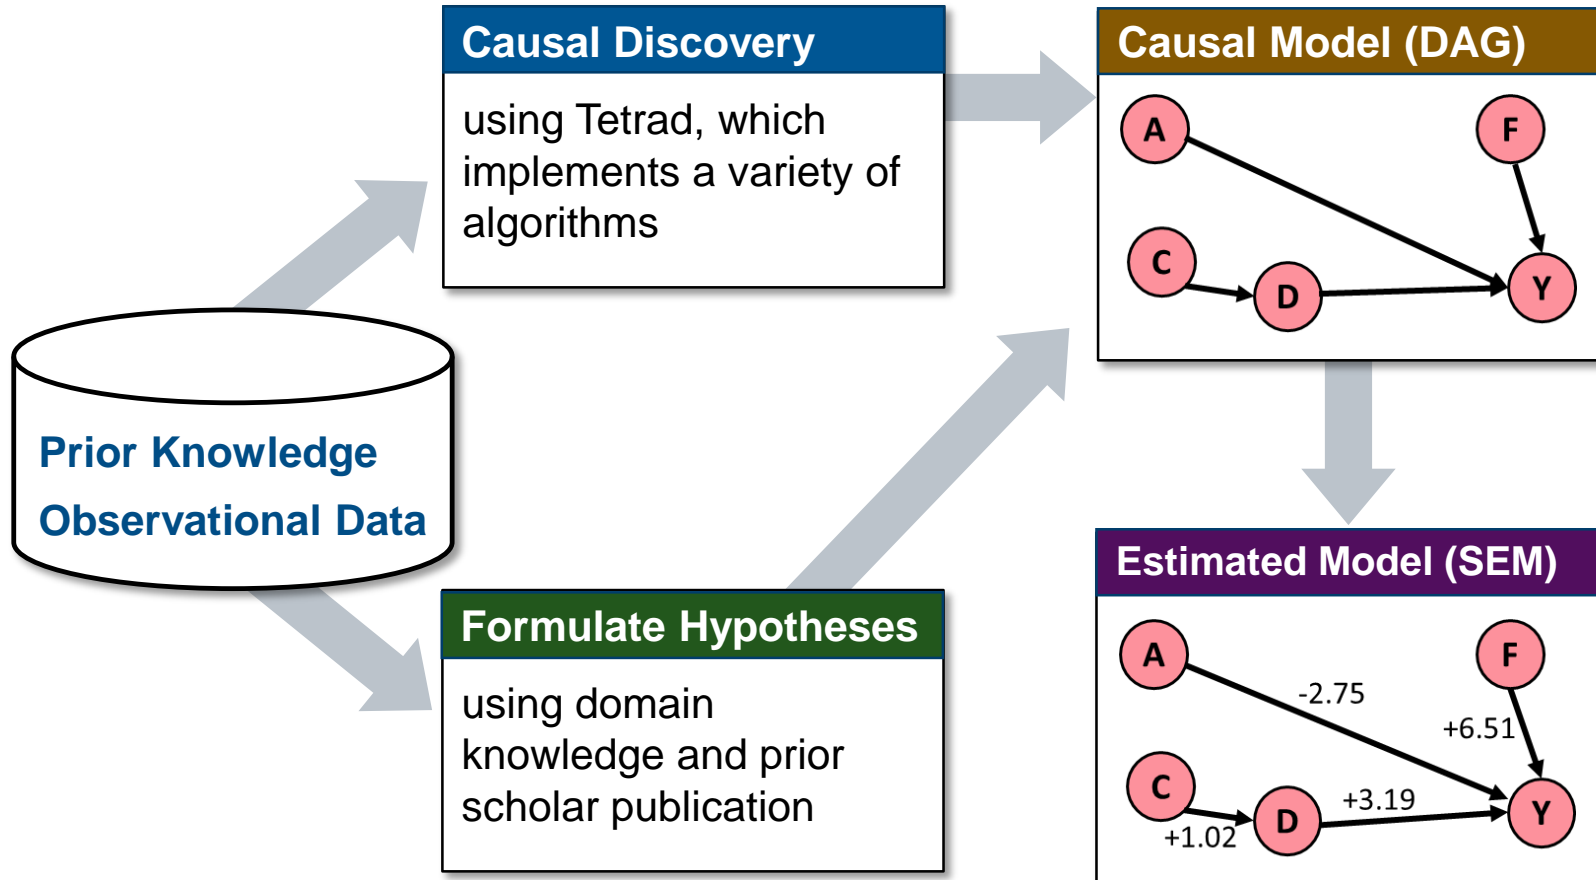 Causal Discovery
using Tetrad, which
implements a variety of
algorithms
Causal Model (DAG)
A
F
C
D
Y
Prior Knowledge
Observational Data
Formulate Hypotheses
using domain
knowledge and prior
scholar publication
Estimated Model (SEM)
A
F
-2.75
+6.51
C
D
+3.19
Y
+1.02